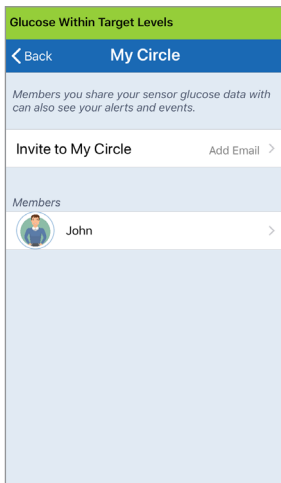 Glucose Within Target Levels
Back My Circle
Members you share your sensor glucose data with
can also see your alerts and events.
Invite to My Circle Add Email
Members
John